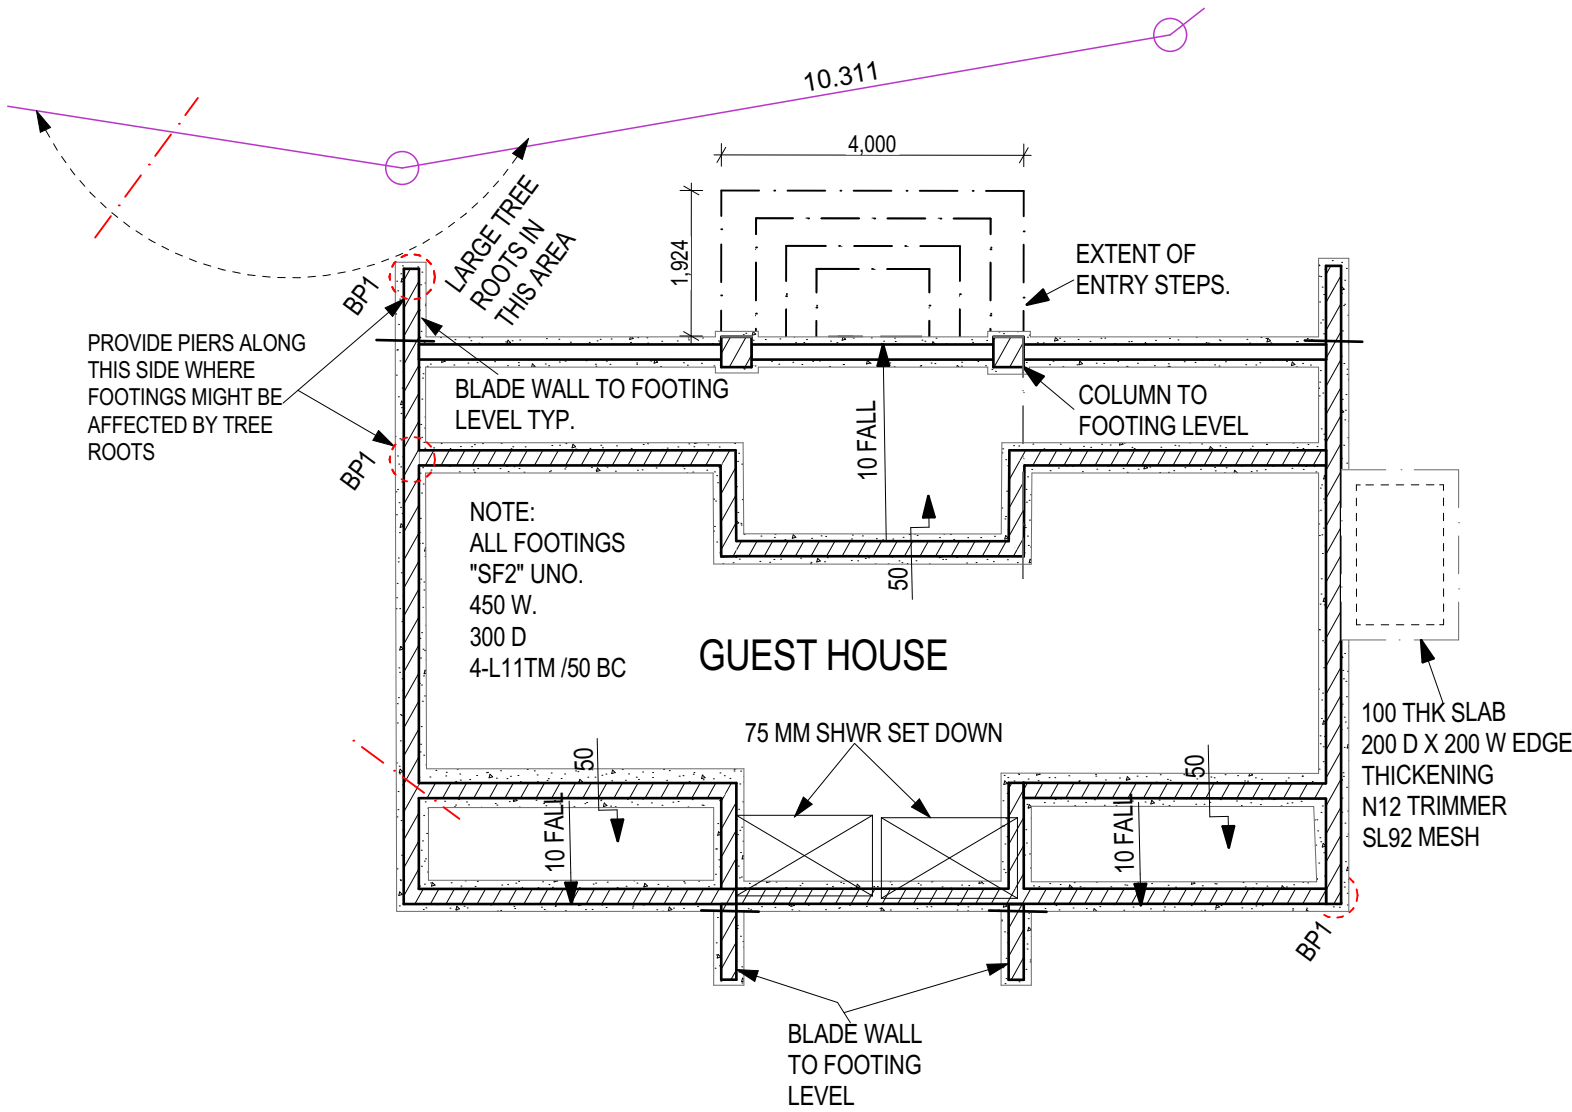 10.311
4,000
1,924
LARGE TREE
ROOTS IN
THIS AREA
EXTENT OF
ENTRY STEPS.
BP1
PROVIDE PIERS ALONG
THIS SIDE WHERE
FOOTINGS MIGHT BE
AFFECTED BY TREE
ROOTS
BLADE WALL TO FOOTING
LEVEL TYP.
COLUMN TO
FOOTING LEVEL
10 FALL
BP1
NOTE:
ALL FOOTINGS
"SF2" UNO.
450 W.
300 D
4-L11TM /50 BC
50
GUEST HOUSE
75 MM SHWR SET DOWN
100 THK SLAB
200 D X 200 W EDGE
THICKENING
N12 TRIMMER
SL92 MESH
50
50
10 FALL
10 FALL
BP1
BLADE WALL
TO FOOTING
LEVEL